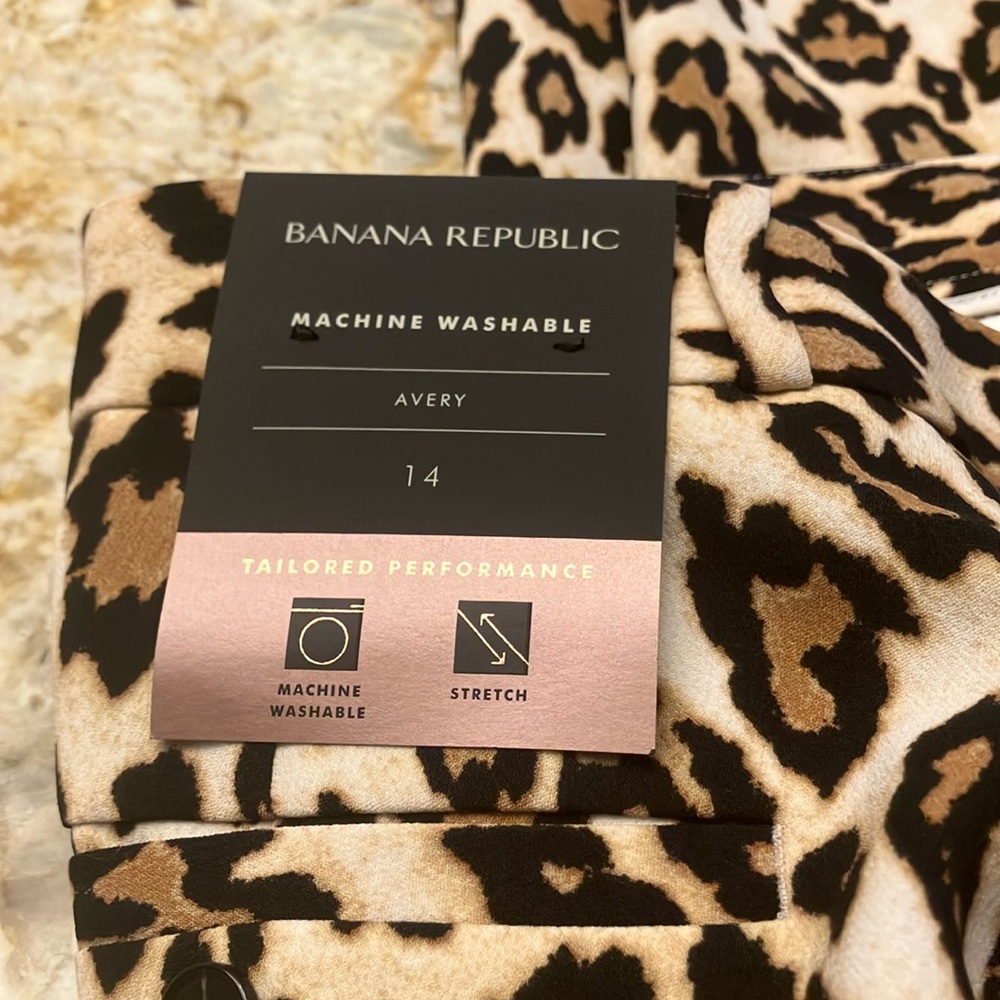 BANANA REPUBLIC
MACHINE WASHABLE
AVERY
14
TAILORED PERFORMANCE
MACHINE
WASHABLE
STRETCH